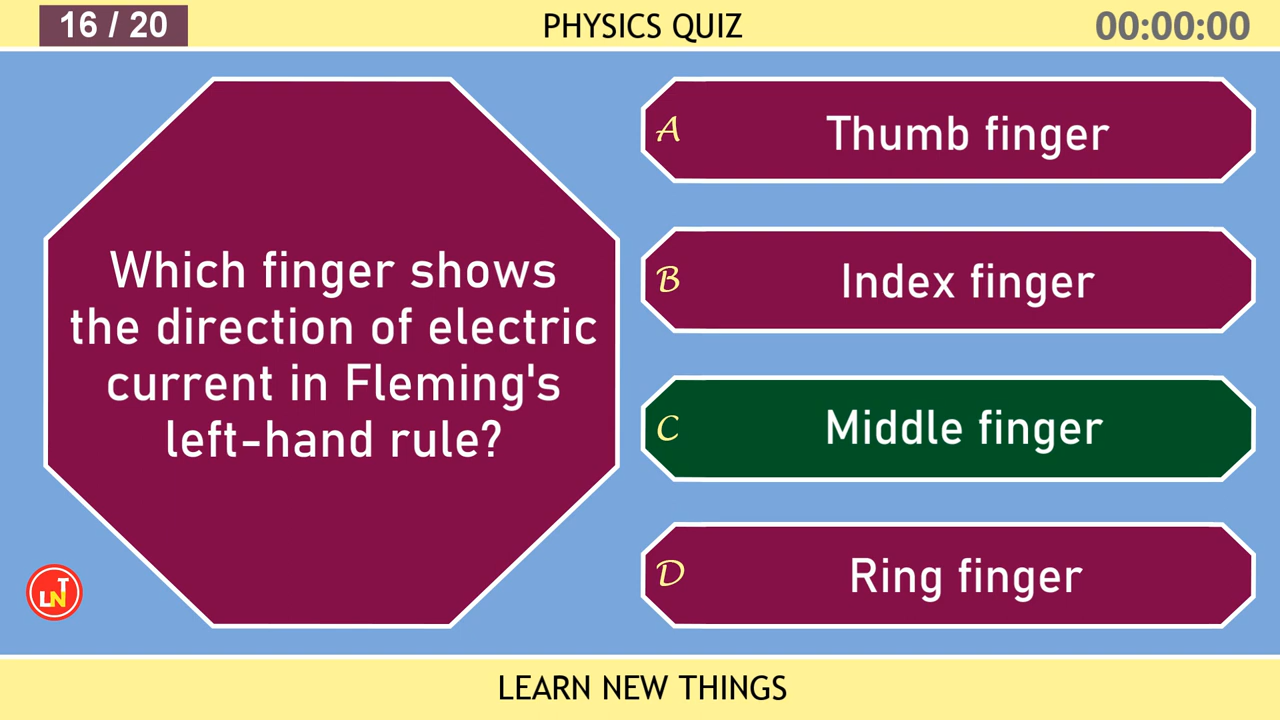 16 / 20
PHYSICS QUIZ
00:00:00
Which finger shows
the direction of electric
current in Fleming's
left-hand rule?
A Thumb finger
B Index finger
C Middle finger
D Ring finger
LNT
LEARN NEW THINGS